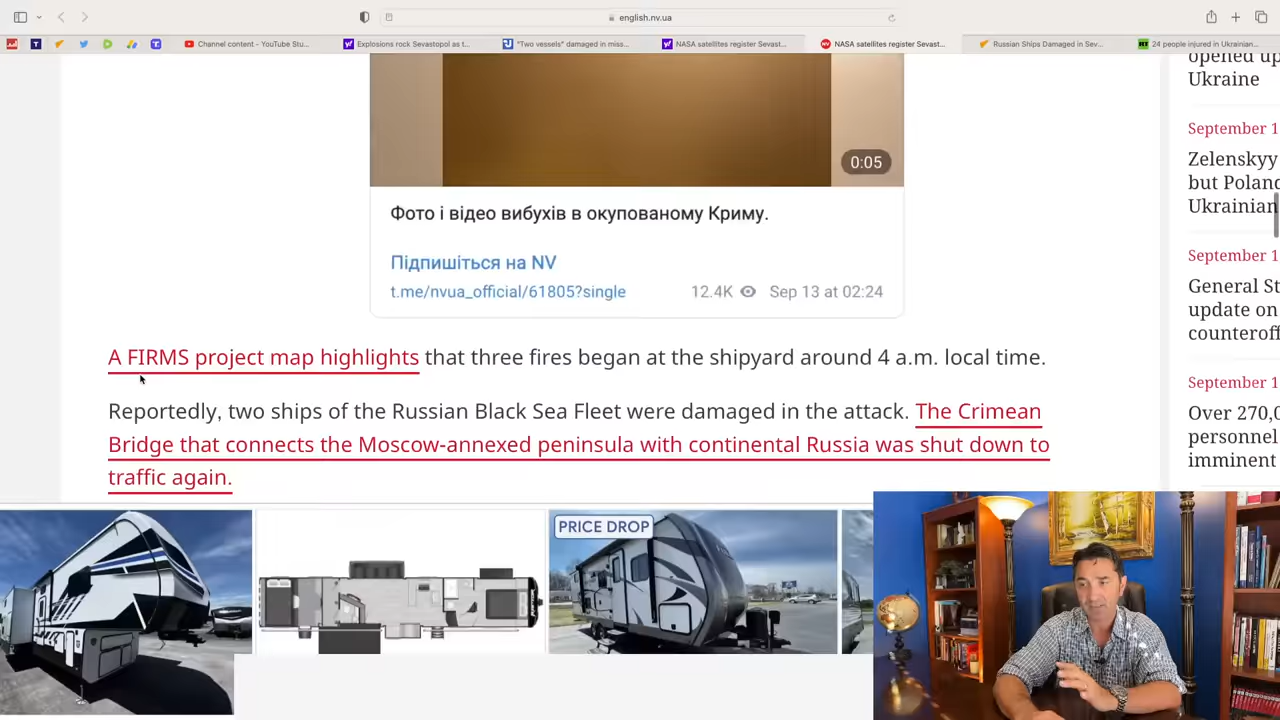 english.nv.ua
Channel content - YouTube Stu...
Explosions rock Sevastopol as t...
"Two vessels" damaged in miss...
NASA satellites register Sevast...
NASA satellites register Sevast...
Russian Ships Damaged in Sev...
24 people injured in Ukrainian...
opened up
Ukraine
0:05
Фото і відео вибухів в окупованому Криму.
Підпишіться на NV
t.me/nvua_official/61805?single 12.4K Sep 13 at 02:24
A FIRMS project map highlights that three fires began at the shipyard around 4 a.m. local time.
Reportedly, two ships of the Russian Black Sea Fleet were damaged in the attack. The Crimean
Bridge that connects the Moscow-annexed peninsula with continental Russia was shut down to
traffic again.
September 1
Zelenskyy
but Poland
Ukrainian
September 1
General St
update on
counteroff
September 1
Over 270,0
personnel
imminent
PRICE DROP